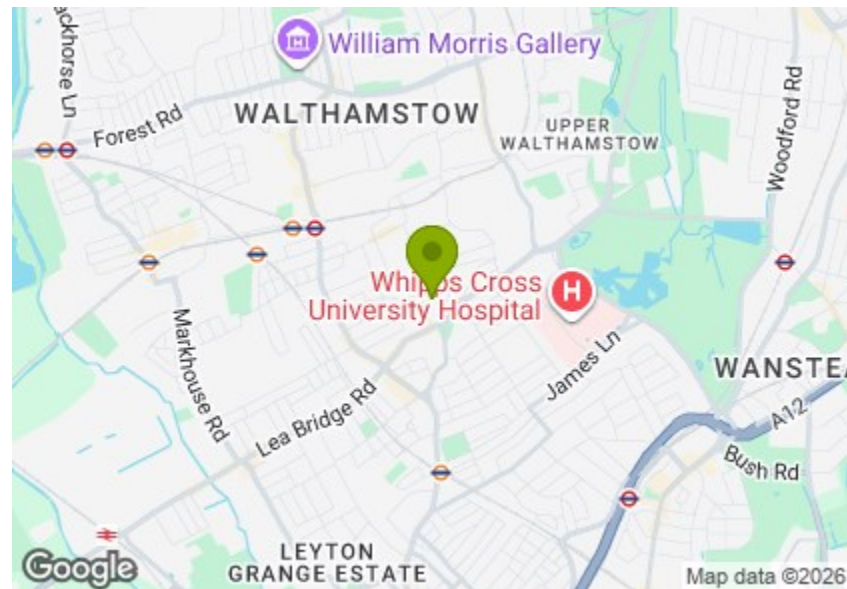 ackhorse Ln
William Morris Gallery
Forest Rd
WALTHAMSTOW
UPPER
WALTHAMSTOW
Woodford Rd
Whipps Cross
University Hospital
H
Markhouse Rd
James Ln
WANSTEA
Lea Bridge Rd
A12
Bush Rd
LEYTON
GRANGE ESTATE
Google
Map data ©2026